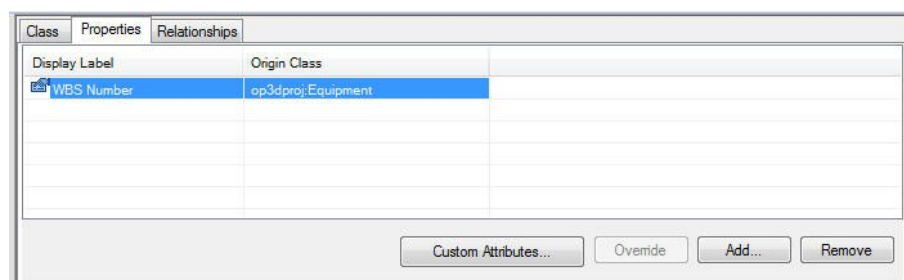 Class Properties Relationships
Display Label Origin Class
WBS Number op3dproj:Equipment
Custom Attributes... Override Add... Remove